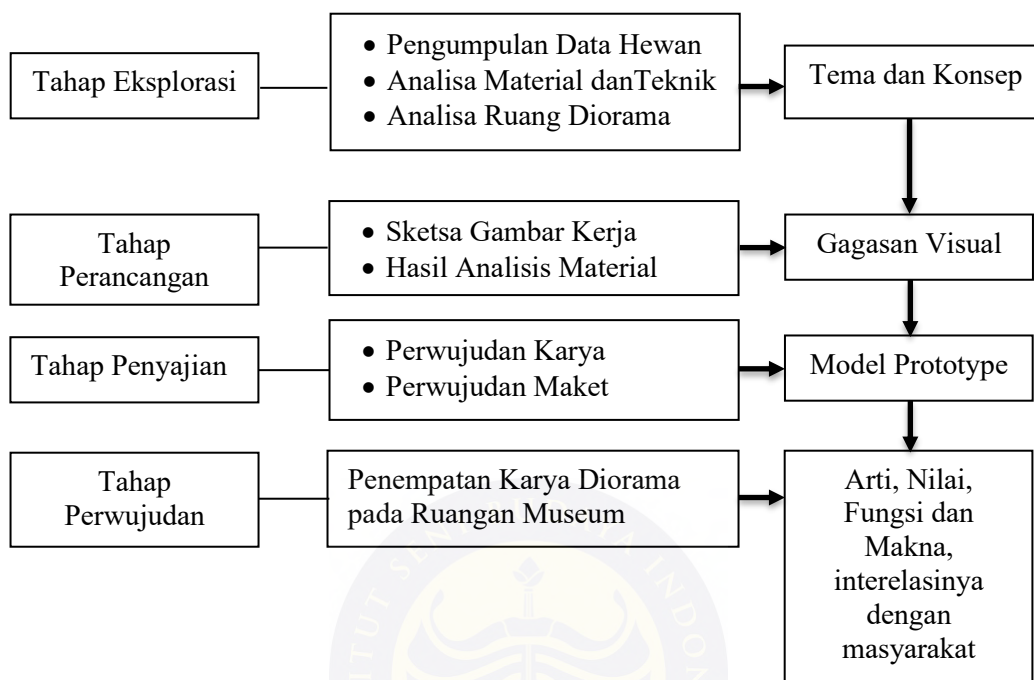 Tahap Eksplorasi
• Pengumpulan Data Hewan
• Analisa Material danTeknik
• Analisa Ruang Diorama
Tema dan Konsep
Tahap
Perancangan
• Sketsa Gambar Kerja
• Hasil Analisis Material
Gagasan Visual
Tahap Penyajian
• Perwujudan Karya
• Perwujudan Maket
Model Prototype
Tahap
Perwujudan
Penempatan Karya Diorama
pada Ruangan Museum
Arti, Nilai,
Fungsi dan
Makna,
interelasinya
dengan
masyarakat